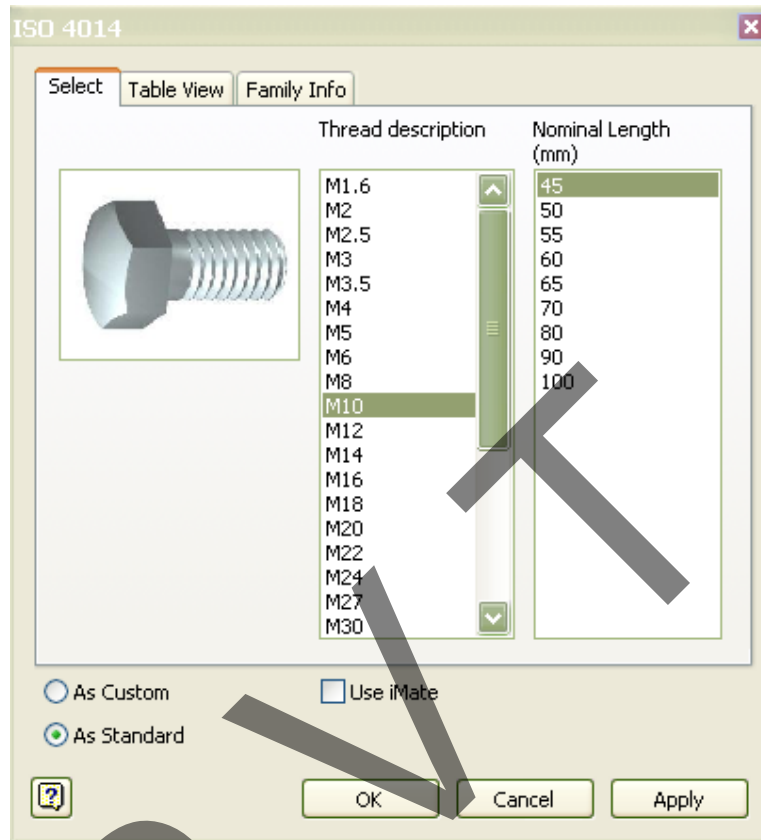 ISO 4014
Select Table View Family Info
Thread description
Nominal Length
(mm)
M1.6
M2
M2.5
M3
M3.5
M4
M5
M6
M8
M10
M12
M14
M16
M18
M20
M22
M24
M27
M30
45
50
55
60
65
70
80
90
100
As Custom
Use iMate
As Standard
OK Cancel Apply